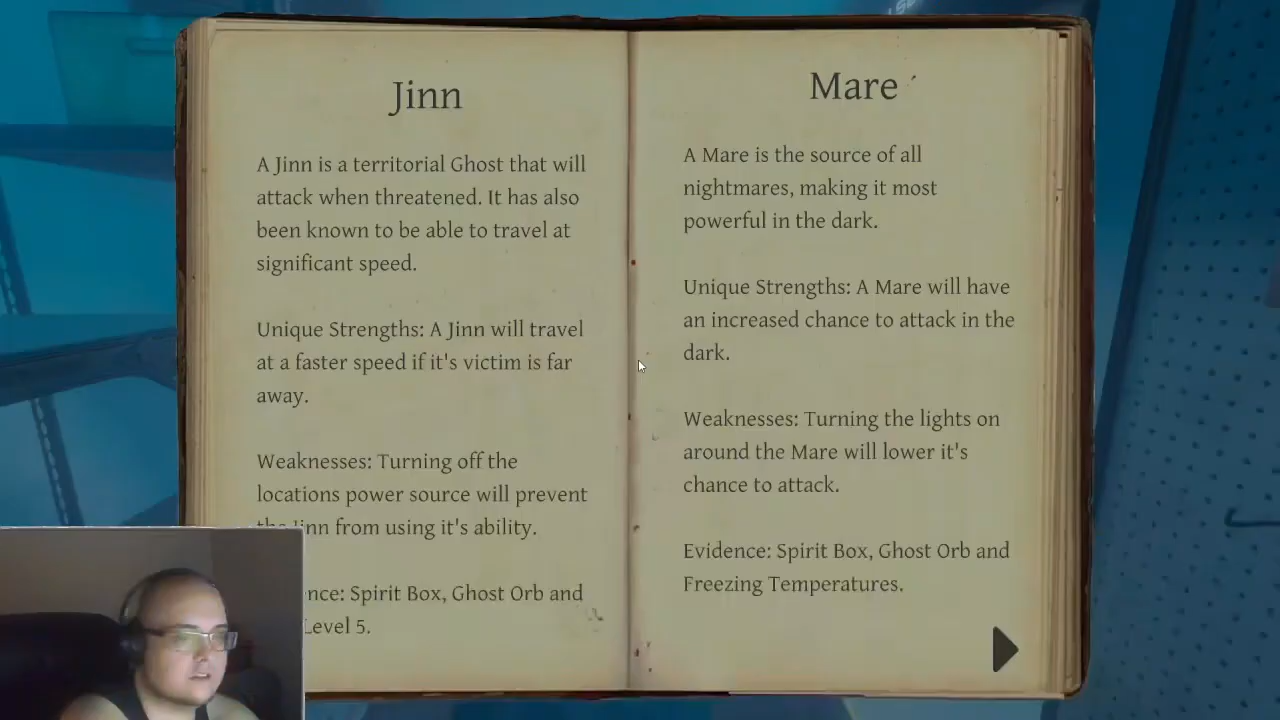 Jinn
A Jinn is a territorial Ghost that will
attack when threatened. It has also
been known to be able to travel at
significant speed.
Unique Strengths: A Jinn will travel
at a faster speed if it's victim is far
away.
Weaknesses: Turning off the
locations power source will prevent
the Jinn from using it's ability.
Spirit Box, Ghost Orb and
Level 5.
Mare
A Mare is the source of all
nightmares, making it most
powerful in the dark.
Unique Strengths: A Mare will have
an increased chance to attack in the
dark.
Weaknesses: Turning the lights on
around the Mare will lower it's
chance to attack.
Evidence: Spirit Box, Ghost Orb and
Freezing Temperatures.